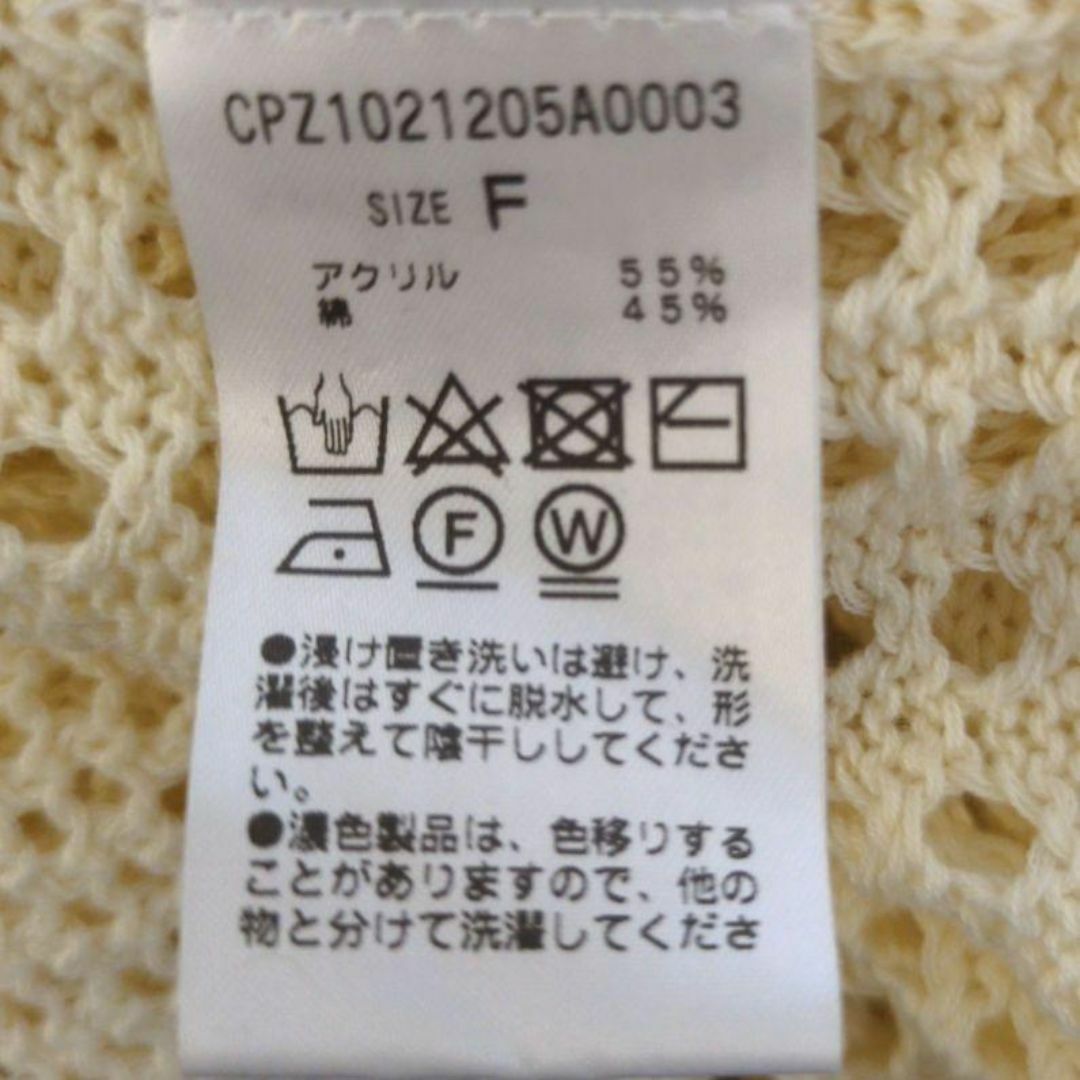 CPZ1021205A0003
SIZE F
アクリル 55%
綿 45%
F W
●浸け置き洗いは避け、洗
濯後はすぐに脱水して、形
を整えて陰干ししてくださ
い。
●濃色製品は、色移りする
ことがありますので、他の
物と分けて洗濯してくださ